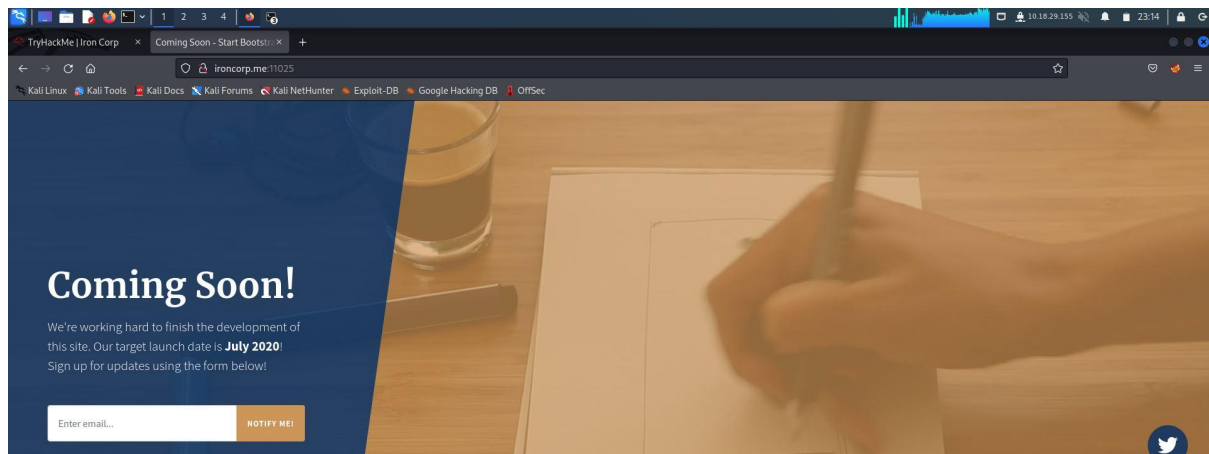 1 2 3 4 10.18.29.155 23:14
TryHackMe | Iron Corp × Coming Soon - Start Bootstr × +
ironcorp.me:11025
Kali Linux Kali Tools Kali Docs Kali Forums Kali NetHunter Exploit-DB Google Hacking DB OffSec
Coming Soon!
We're working hard to finish the development of
this site. Our target launch date is July 2020!
Sign up for updates using the form below!
Enter email... NOTIFY ME!